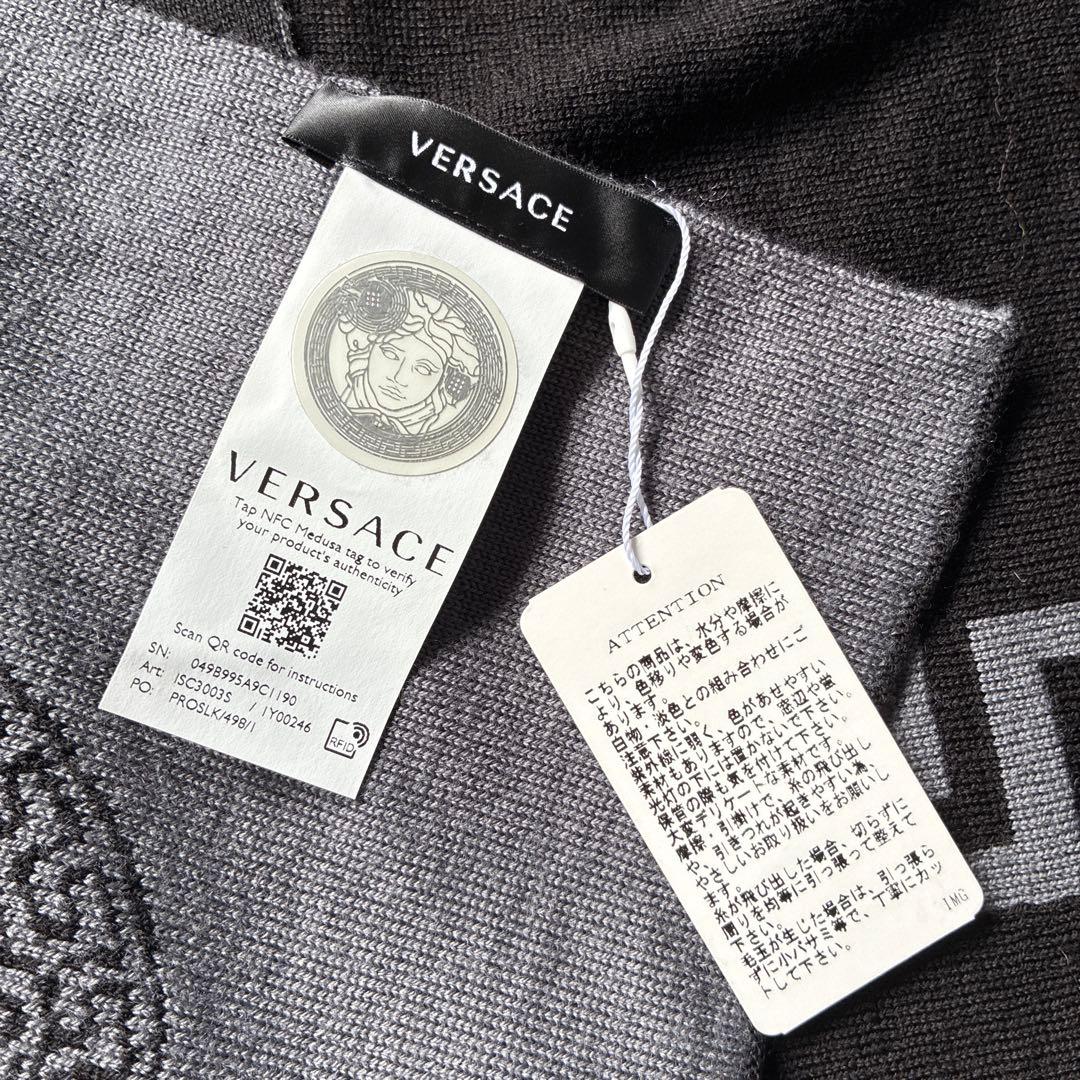 VERSACE
VERSACE
Tap NFC Medusa tag to verify
your product's authenticity
Scan QR code for instructions
SN: 049B995A9C1190
Art: ISC3003S / 1Y00246
PO: PROSLK/498/1
RFID
ATTENTION
こちらの商品は、水分や摩擦に
より、色移りや変色する場合が
あります。淡色との組み合わせにご
注意下さい。
紫外線に弱く、色があせやすい
素材もありますので、窓辺や蛍
光灯の下には置かないで下さい。
保管の際も気を付けて下さい。
大変デリケートな素材です。
摩擦・引掛けで、糸の飛び出し
や、引きつれが起きやすい為
やさしいお取り扱いをお願いし
ます。
糸が飛び出した場合、切らずに
周りを均等に引っ張って整えて
下さい。
毛玉が生じた場合は、引っ張ら
ずに小バサミ等で、丁寧にカッ
トして下さい。
IMG